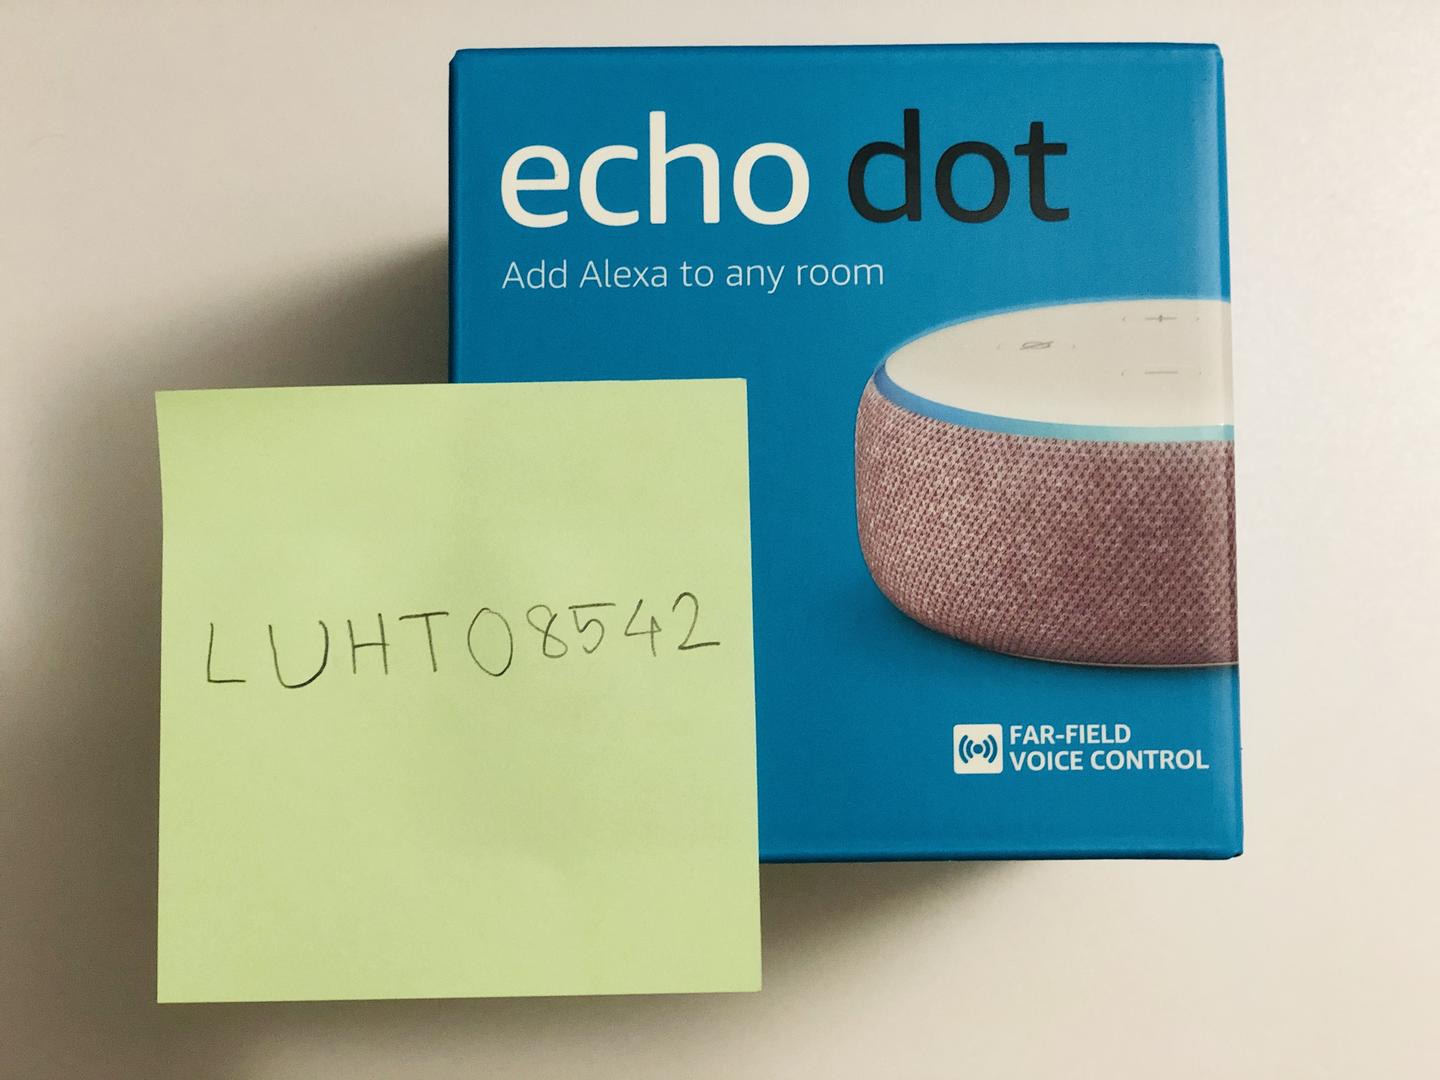 echo dot
Add Alexa to any room
LUHT08542
FAR-FIELD
VOICE CONTROL